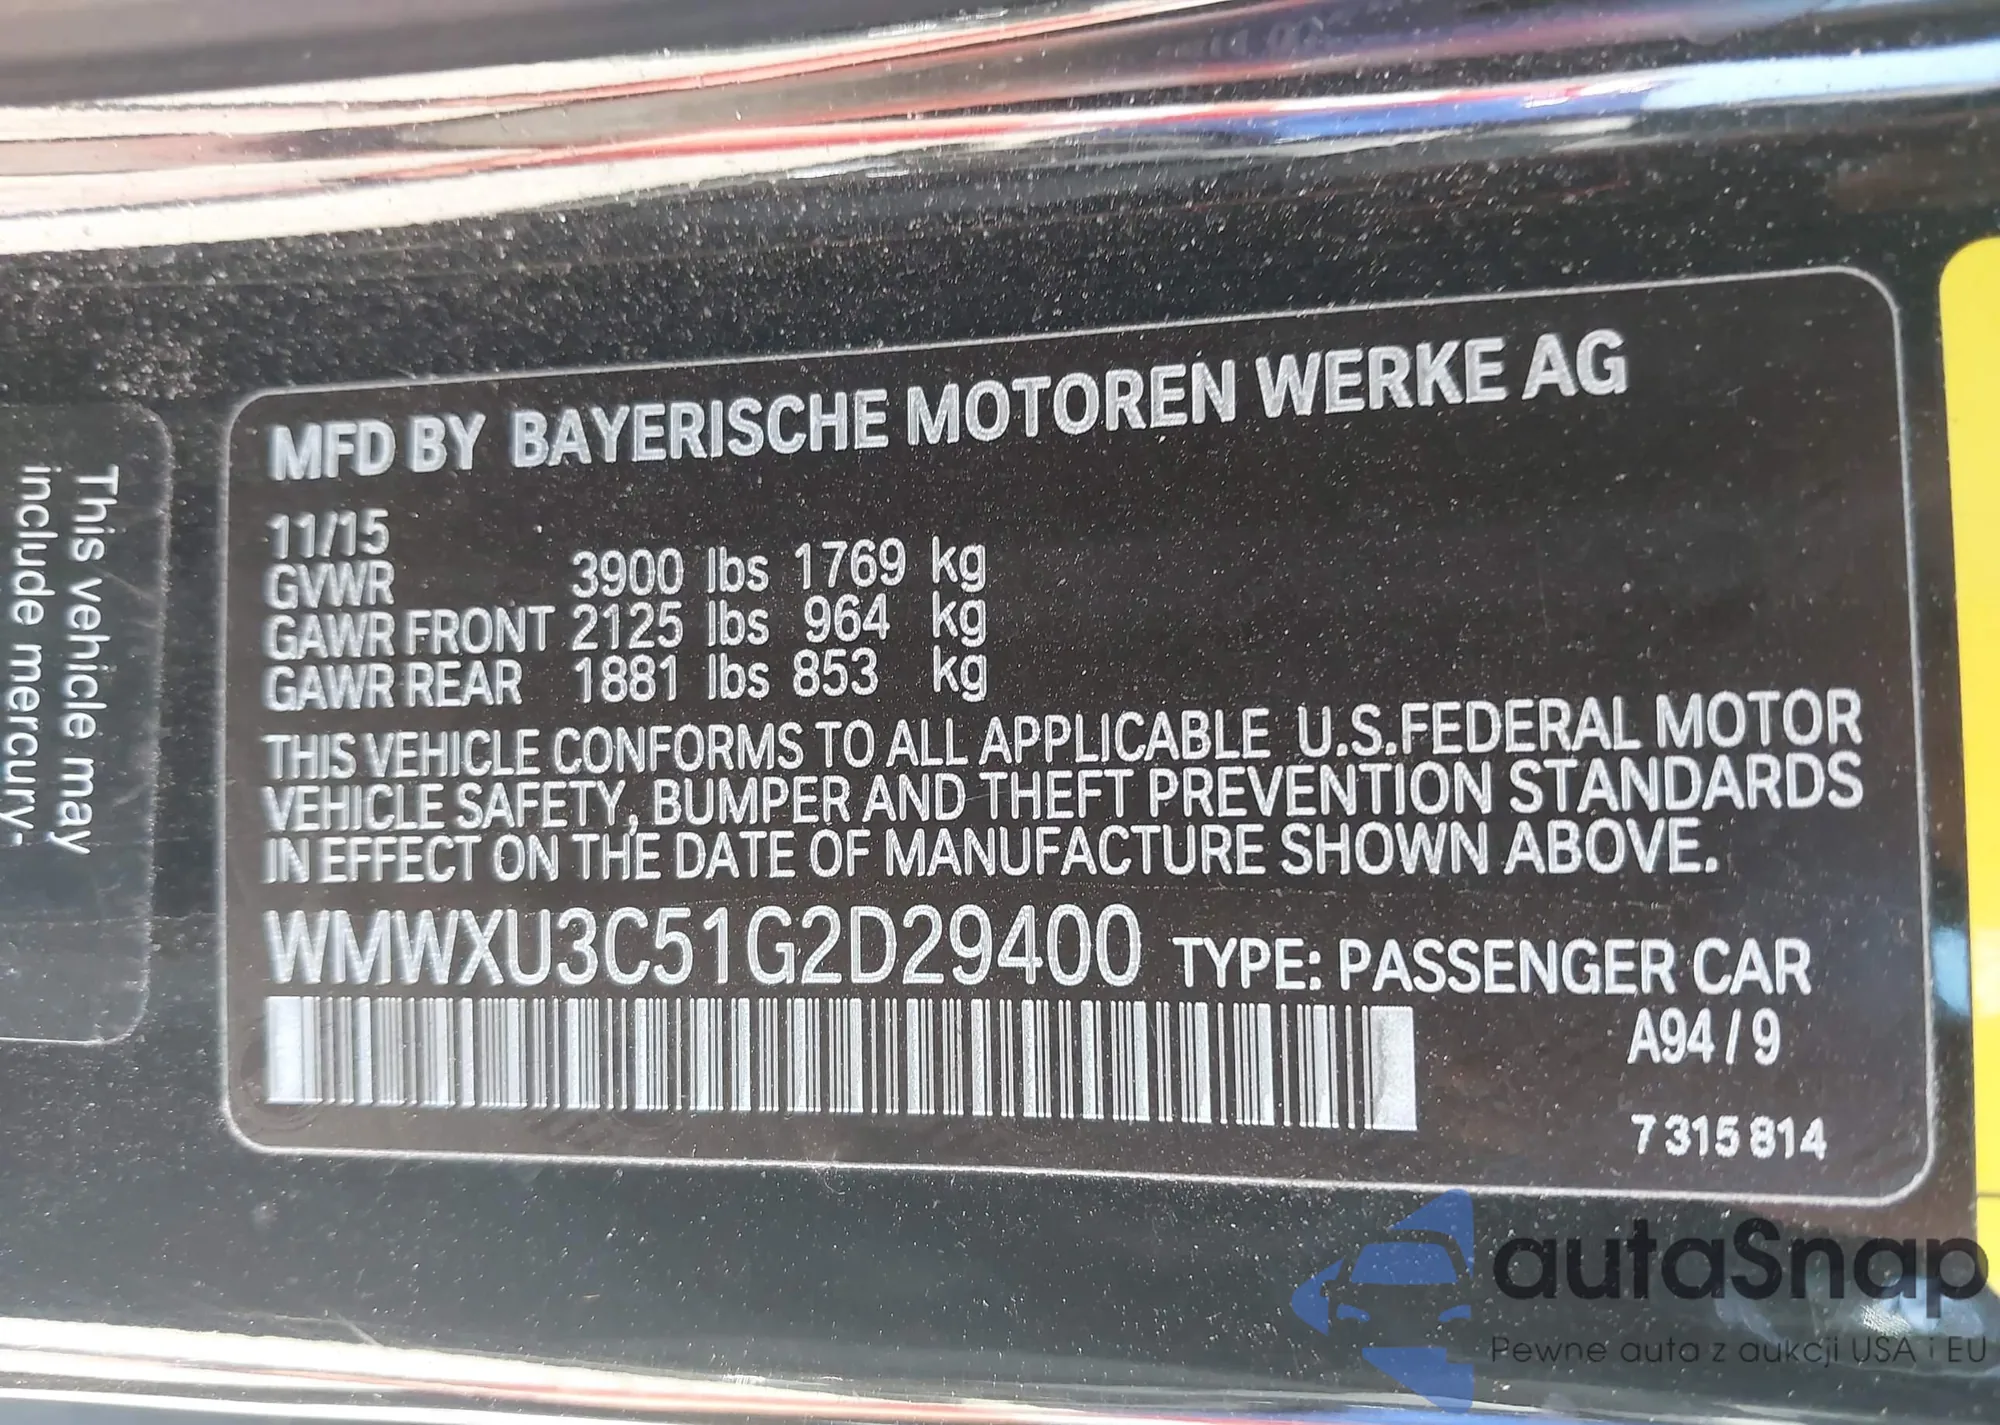 MFD BY BAYERISCHE MOTOREN WERKE AG
11/15
GVWR 3900 lbs 1769 kg
GAWR FRONT 2125 lbs 964 kg
GAWR REAR 1881 lbs 853 kg
THIS VEHICLE CONFORMS TO ALL APPLICABLE U.S.FEDERAL MOTOR
VEHICLE SAFETY, BUMPER AND THEFT PREVENTION STANDARDS
IN EFFECT ON THE DATE OF MANUFACTURE SHOWN ABOVE.
WMWXU3C51G2D29400 TYPE: PASSENGER CAR
A94 / 9
7 315 814
This vehicle may
include mercury-
autaSnap
Pewne auta z aukcji USA i EU